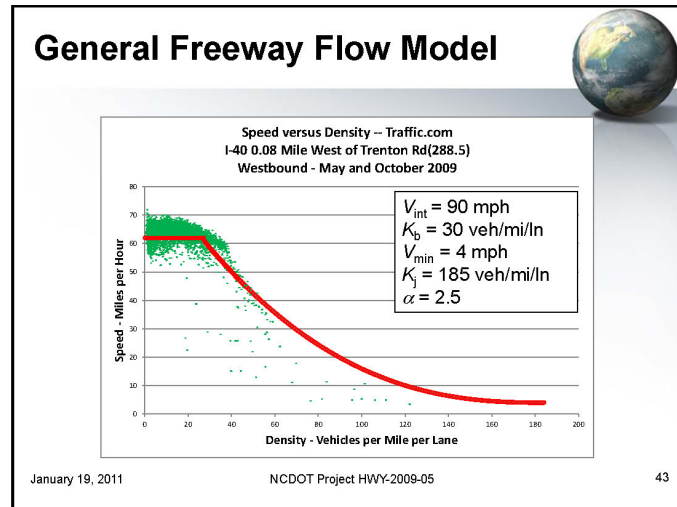 General Freeway Flow Model
Speed versus Density -- Traffic.com
I-40 0.08 Mile West of Trenton Rd(288.5)
Westbound - May and October 2009
Speed - Miles per Hour
80
70
60
50
40
30
20
10
0
V_int = 90 mph
K_b = 30 veh/mi/ln
V_min = 4 mph
K_j = 185 veh/mi/ln
α = 2.5
0 20 40 60 80 100 120 140 160 180 200
Density - Vehicles per Mile per Lane
January 19, 2011 NCDOT Project HWY-2009-05 43